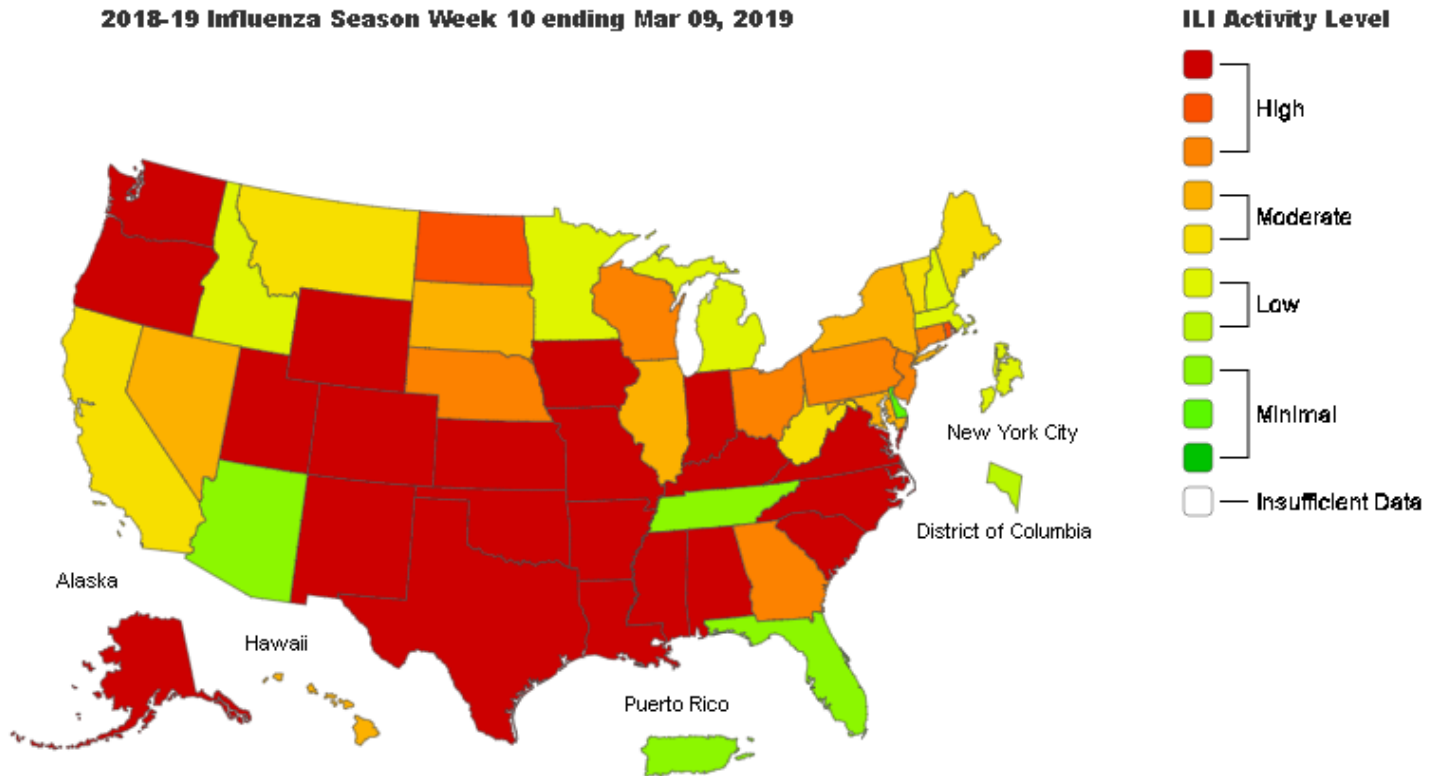 2018-19 Influenza Season Week 10 ending Mar 09, 2019
ILI Activity Level
High
Moderate
Low
Minimal
Insufficient Data
New York City
District of Columbia
Alaska
Hawaii
Puerto Rico